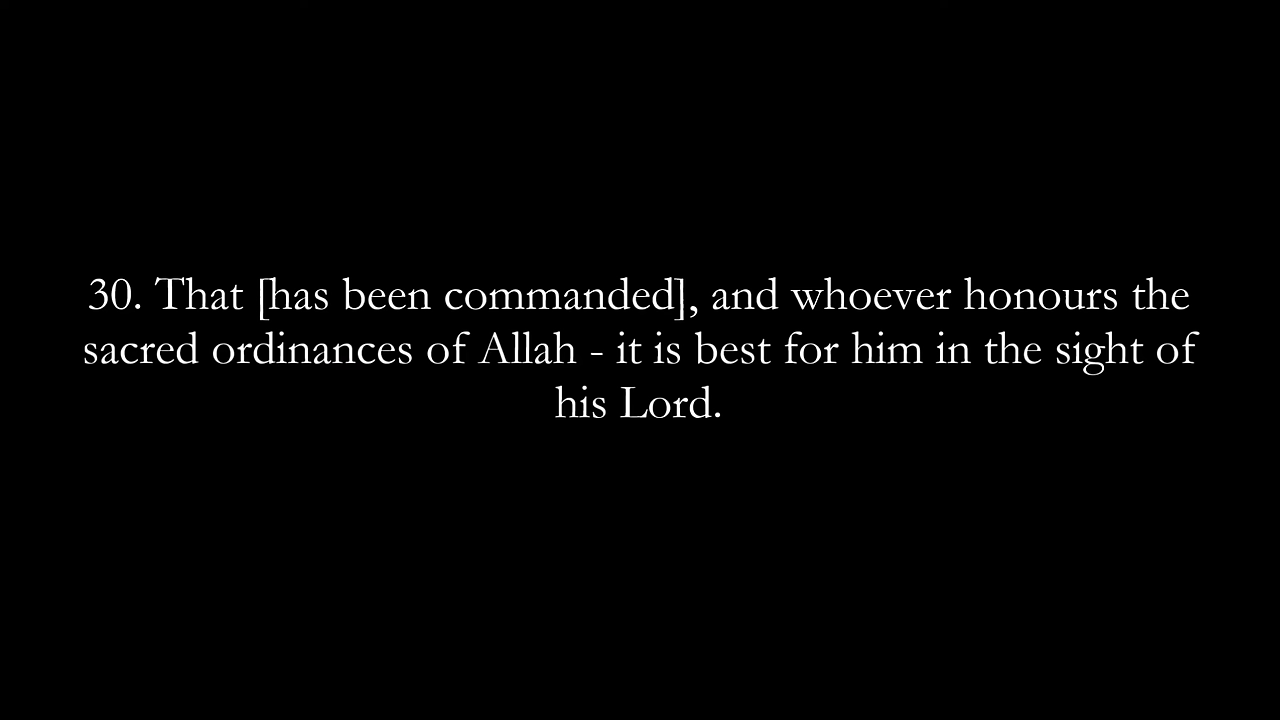 30. That [has been commanded], and whoever honours the
sacred ordinances of Allah - it is best for him in the sight of
his Lord.